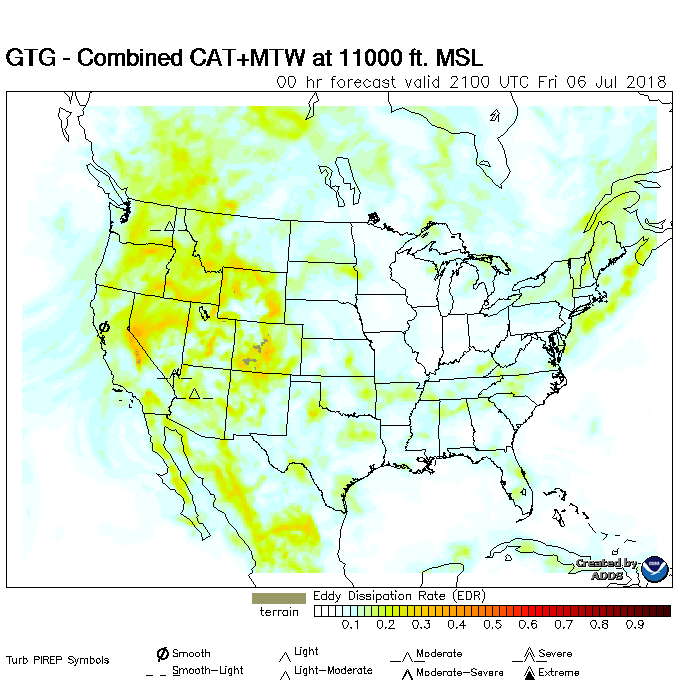 GTG - Combined CAT+MTW at 11000 ft. MSL
00 hr forecast valid 2100 UTC Fri 06 Jul 2018
Created by
ADDS
Eddy Dissipation Rate (EDR)
terrain
0.1 0.2 0.3 0.4 0.5 0.6 0.7 0.8 0.9
Turb PIREP Symbols
Smooth Light Moderate Severe
Smooth-Light Light-Moderate Moderate-Severe Extreme